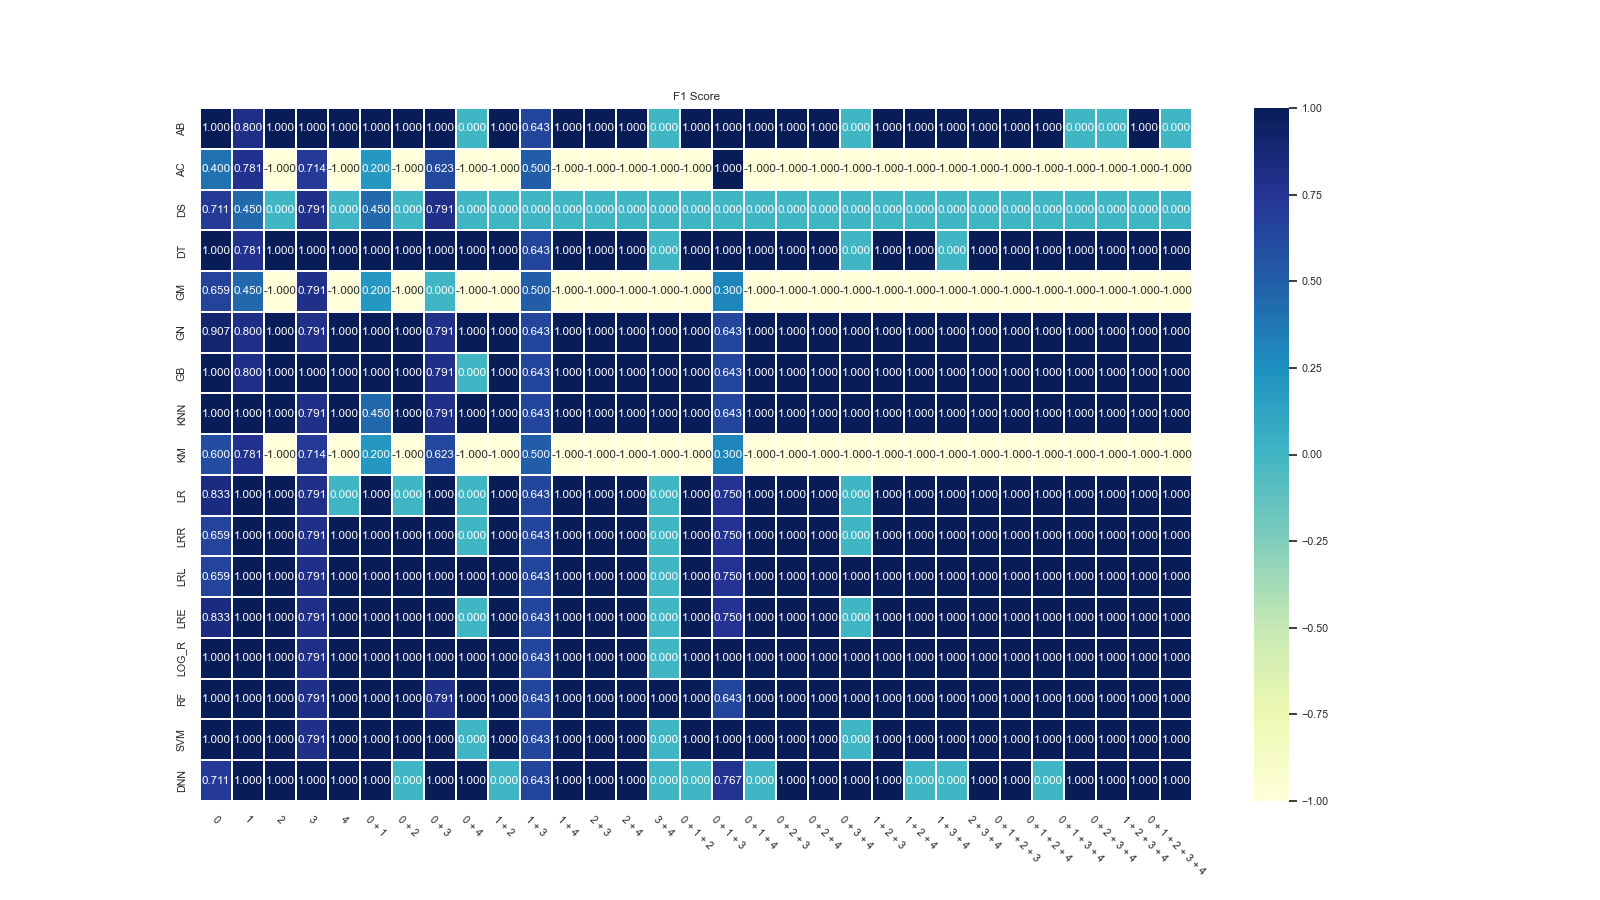 F1 Score
AB 1.000 0.800 1.000 1.000 1.000 1.000 1.000 1.000 0.000 1.000 0.643 1.000 1.000 1.000 0.000 1.000 1.000 1.000 1.000 1.000 0.000 1.000 1.000 1.000 1.000 1.000 1.000 0.000 0.000 1.000 0.000
AC 0.400 0.781 -1.000 0.714 -1.000 0.200 -1.000 0.623 -1.000 -1.000 0.500 -1.000 -1.000 -1.000 -1.000 -1.000 1.000 -1.000 -1.000 -1.000 -1.000 -1.000 -1.000 -1.000 -1.000 -1.000 -1.000 -1.000 -1.000 -1.000 -1.000
DS 0.711 0.450 0.000 0.791 0.000 0.450 0.000 0.791 0.000 0.000 0.000 0.000 0.000 0.000 0.000 0.000 0.000 0.000 0.000 0.000 0.000 0.000 0.000 0.000 0.000 0.000 0.000 0.000 0.000 0.000 0.000
DT 1.000 0.781 1.000 1.000 1.000 1.000 1.000 1.000 1.000 1.000 0.643 1.000 1.000 1.000 0.000 1.000 1.000 1.000 1.000 1.000 0.000 1.000 1.000 0.000 1.000 1.000 1.000 1.000 1.000 1.000 1.000
GM 0.659 0.450 -1.000 0.791 -1.000 0.200 -1.000 0.000 -1.000 -1.000 0.500 -1.000 -1.000 -1.000 -1.000 -1.000 0.300 -1.000 -1.000 -1.000 -1.000 -1.000 -1.000 -1.000 -1.000 -1.000 -1.000 -1.000 -1.000 -1.000 -1.000
GN 0.907 0.800 1.000 0.791 1.000 1.000 1.000 0.791 1.000 1.000 0.643 1.000 1.000 1.000 1.000 1.000 0.643 1.000 1.000 1.000 1.000 1.000 1.000 1.000 1.000 1.000 1.000 1.000 1.000 1.000 1.000
GB 1.000 0.800 1.000 1.000 1.000 1.000 1.000 0.791 0.000 1.000 0.643 1.000 1.000 1.000 1.000 1.000 0.643 1.000 1.000 1.000 1.000 1.000 1.000 1.000 1.000 1.000 1.000 1.000 1.000 1.000 1.000
KNN 1.000 1.000 1.000 0.791 1.000 0.450 1.000 0.791 1.000 1.000 0.643 1.000 1.000 1.000 1.000 1.000 0.643 1.000 1.000 1.000 1.000 1.000 1.000 1.000 1.000 1.000 1.000 1.000 1.000 1.000 1.000
KM 0.600 0.781 -1.000 0.714 -1.000 0.200 -1.000 0.623 -1.000 -1.000 0.500 -1.000 -1.000 -1.000 -1.000 -1.000 0.300 -1.000 -1.000 -1.000 -1.000 -1.000 -1.000 -1.000 -1.000 -1.000 -1.000 -1.000 -1.000 -1.000 -1.000
LR 0.833 1.000 1.000 0.791 0.000 1.000 0.000 1.000 0.000 1.000 0.643 1.000 1.000 1.000 0.000 1.000 0.750 1.000 1.000 1.000 0.000 1.000 1.000 1.000 1.000 1.000 1.000 1.000 1.000 1.000 1.000
LRR 0.659 1.000 1.000 0.791 1.000 1.000 1.000 1.000 0.000 1.000 0.643 1.000 1.000 1.000 0.000 1.000 0.750 1.000 1.000 1.000 0.000 1.000 1.000 1.000 1.000 1.000 1.000 1.000 1.000 1.000 1.000
LRL 0.659 1.000 1.000 0.791 1.000 1.000 1.000 1.000 1.000 1.000 0.643 1.000 1.000 1.000 0.000 1.000 0.750 1.000 1.000 1.000 1.000 1.000 1.000 1.000 1.000 1.000 1.000 1.000 1.000 1.000 1.000
LRE 0.833 1.000 1.000 0.791 1.000 1.000 1.000 1.000 0.000 1.000 0.643 1.000 1.000 1.000 0.000 1.000 0.750 1.000 1.000 1.000 0.000 1.000 1.000 1.000 1.000 1.000 1.000 1.000 1.000 1.000 1.000
LOG_R 1.000 1.000 1.000 0.791 1.000 1.000 1.000 1.000 1.000 1.000 0.643 1.000 1.000 1.000 0.000 1.000 1.000 1.000 1.000 1.000 1.000 1.000 1.000 1.000 1.000 1.000 1.000 1.000 1.000 1.000 1.000
RF 1.000 1.000 1.000 0.791 1.000 1.000 1.000 0.791 1.000 1.000 0.643 1.000 1.000 1.000 1.000 1.000 0.643 1.000 1.000 1.000 1.000 1.000 1.000 1.000 1.000 1.000 1.000 1.000 1.000 1.000 1.000
SVM 1.000 1.000 1.000 0.791 1.000 1.000 1.000 1.000 0.000 1.000 0.643 1.000 1.000 1.000 0.000 1.000 1.000 1.000 1.000 1.000 0.000 1.000 1.000 1.000 1.000 1.000 1.000 1.000 1.000 1.000 1.000
DNN 0.711 1.000 1.000 1.000 1.000 1.000 0.000 1.000 1.000 0.000 0.643 1.000 1.000 1.000 0.000 0.000 0.767 0.000 1.000 1.000 1.000 1.000 0.000 0.000 1.000 1.000 0.000 1.000 1.000 1.000 1.000
0
1
2
3
4
0 + 1
0 + 2
0 + 3
0 + 4
1 + 2
1 + 3
1 + 4
2 + 3
2 + 4
3 + 4
0 + 1 + 2
0 + 1 + 3
0 + 1 + 4
0 + 2 + 3
0 + 2 + 4
0 + 3 + 4
1 + 2 + 3
1 + 2 + 4
1 + 3 + 4
2 + 3 + 4
0 + 1 + 2 + 3
0 + 1 + 2 + 4
0 + 1 + 3 + 4
0 + 2 + 3 + 4
1 + 2 + 3 + 4
0 + 1 + 2 + 3 + 4
1.00
0.75
0.50
0.25
0.00
−0.25
−0.50
−0.75
−1.00